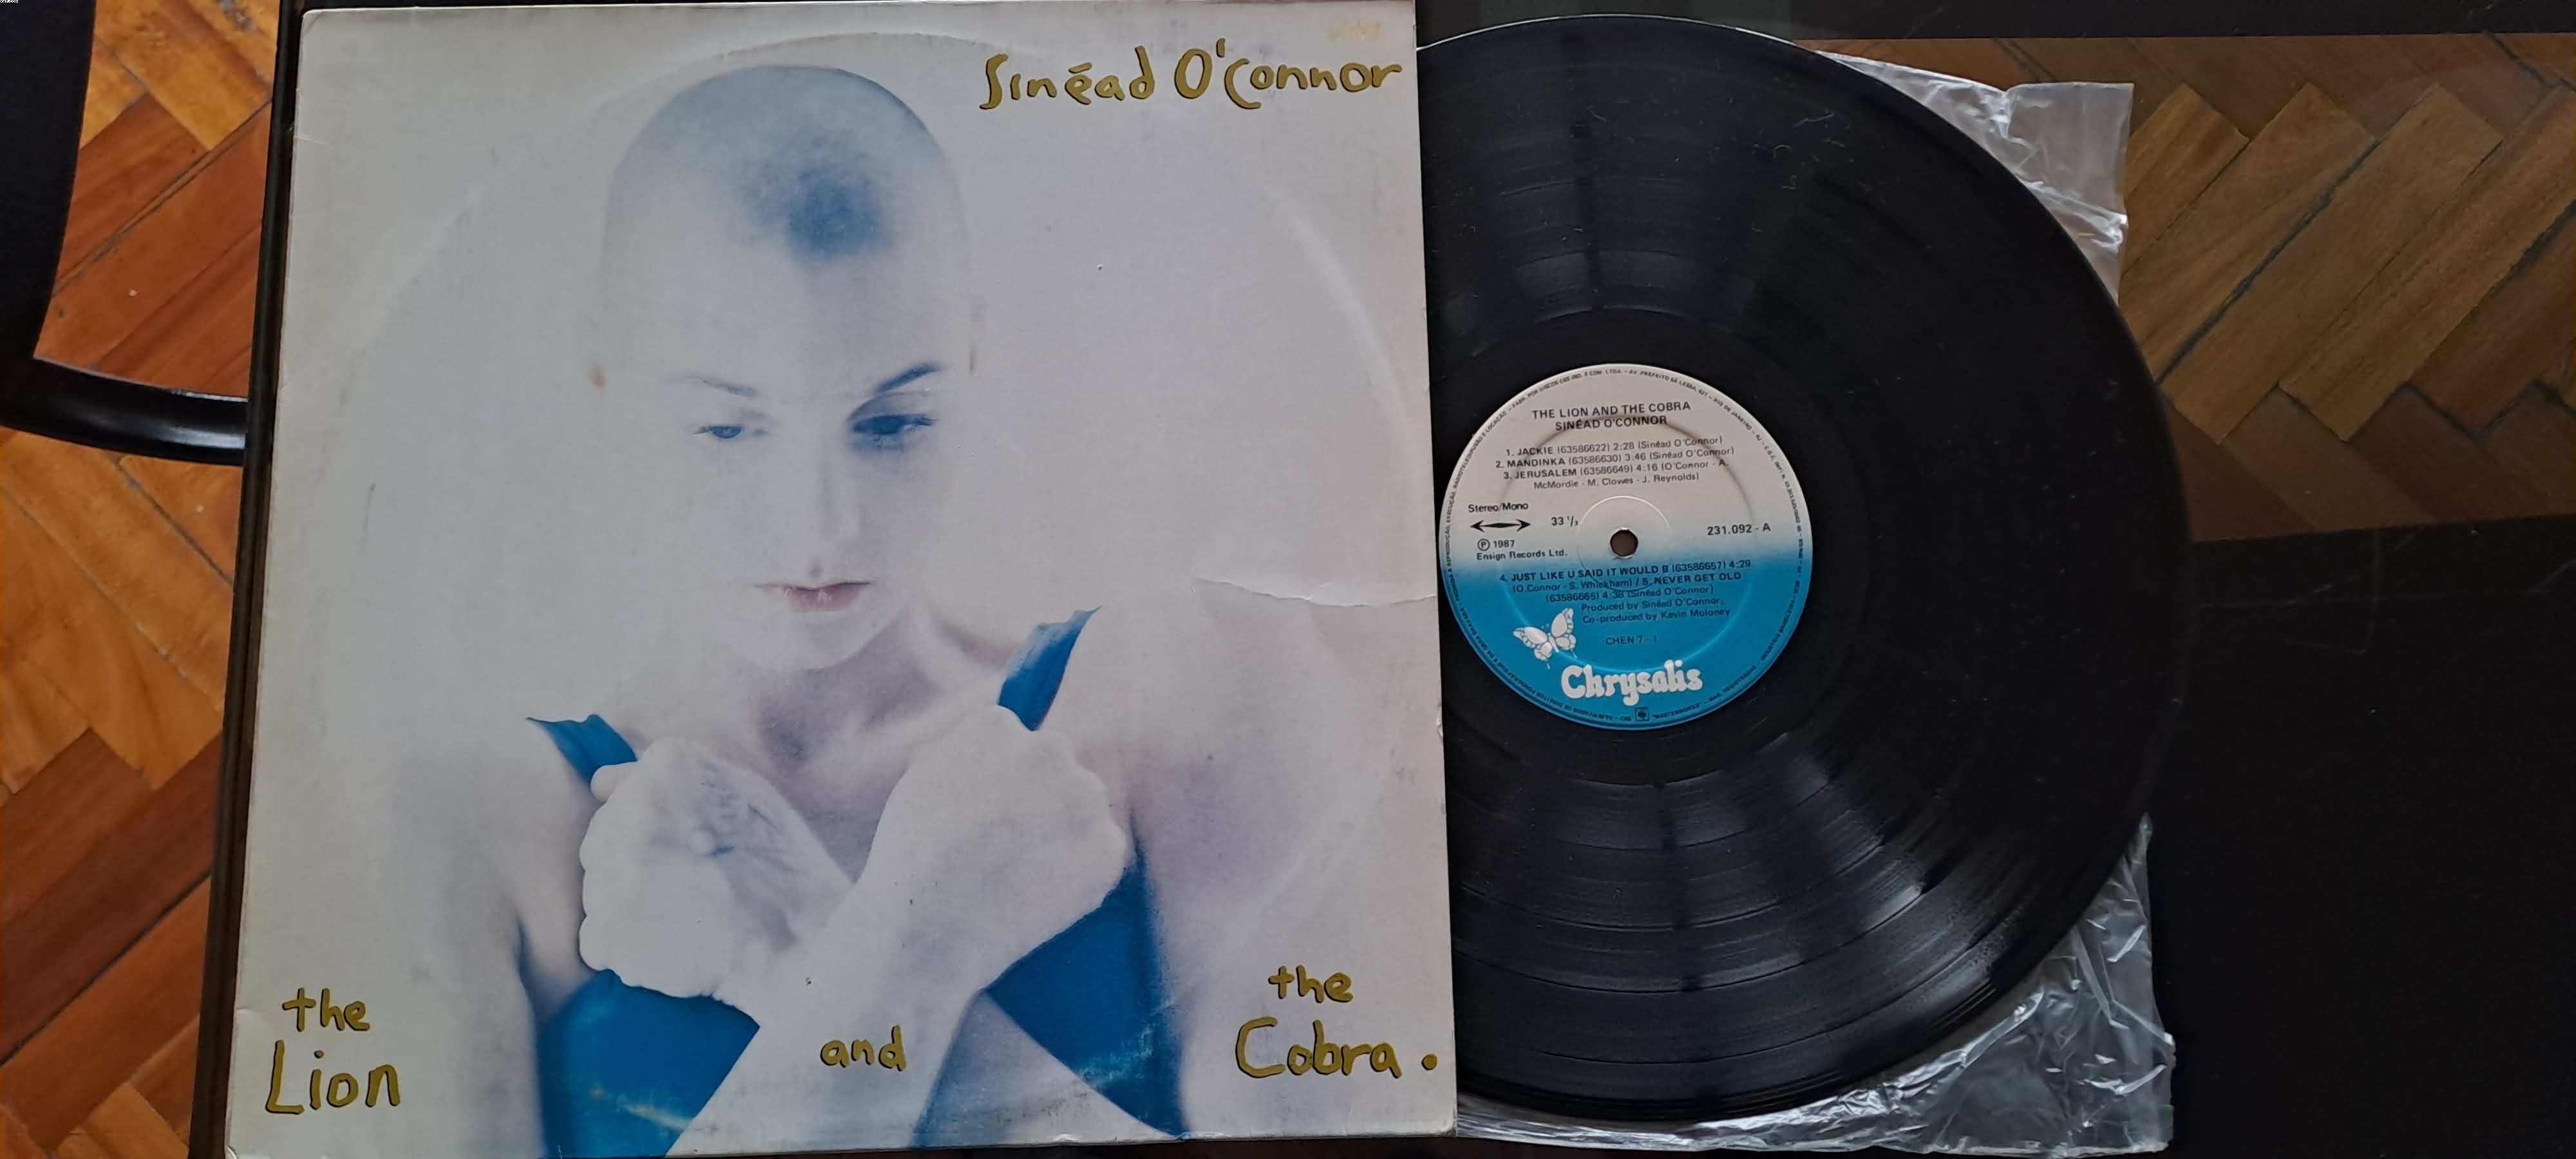 Sinéad O'Connor
the
Lion
and
the
Cobra.
THE LION AND THE COBRA
SINÉAD O'CONNOR
1. JACKIE (63586622) 2:28 (Sinéad O'Connor)
2. MANDINKA (63586630) 3:46 (Sinéad O'Connor)
3. JERUSALEM (63586649) 4:16 (O'Connor - A.
McMordie - M. Clowes - J. Reynolds)
Stereo/Mono
33 1/3
231.092 - A
Ⓟ 1987
Ensign Records Ltd.
4. JUST LIKE U SAID IT WOULD B (63586657) 4:29
(O.Connor - S. Whickham) / 5. NEVER GET OLD
(63586665) 4:38 (Sinéad O'Connor)
Produced by Sinéad O'Connor,
Co-produced by Kevin Moloney
CHEN 7 - 1
Chrysalis